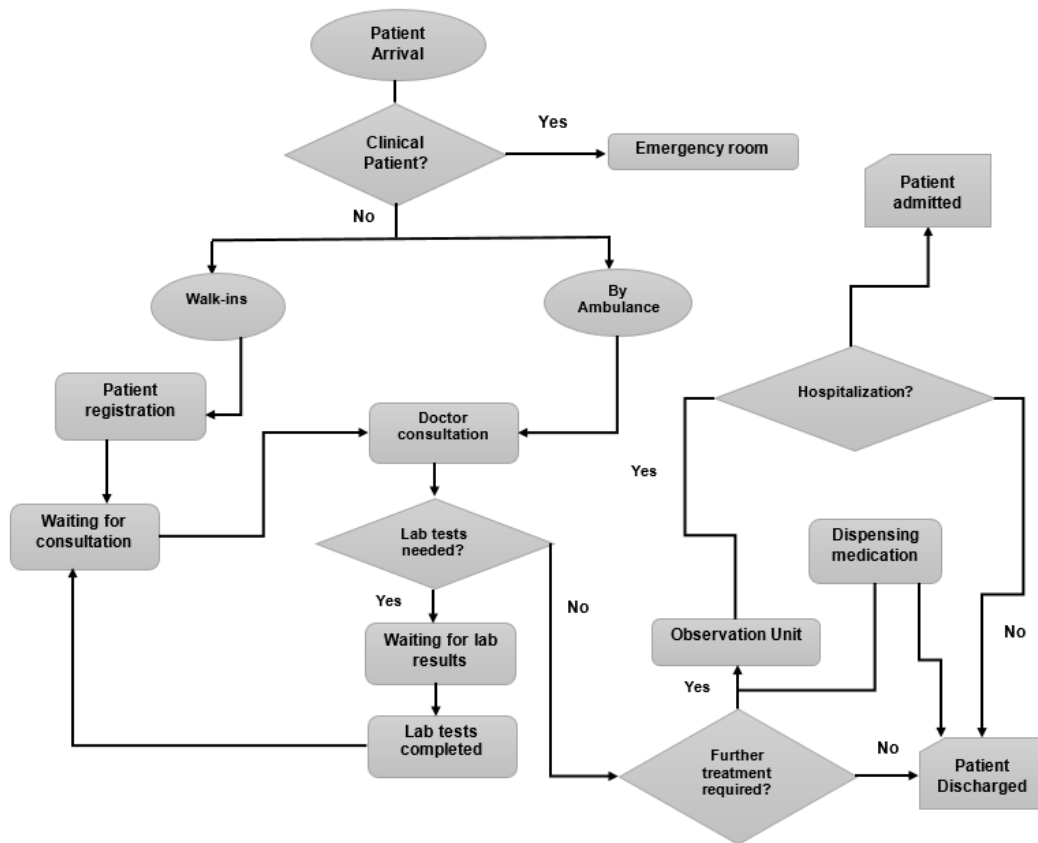 Patient
Arrival
Yes
Clinical
Patient?
Emergency room
Patient
admitted
No
Walk-ins
By
Ambulance
Patient
registration
Hospitalization?
Doctor
consultation
Yes
Waiting for
consultation
Lab tests
needed?
Dispensing
medication
Yes
No
Waiting for lab
results
Observation Unit
No
Yes
Lab tests
completed
Further
treatment
required?
No
Patient
Discharged